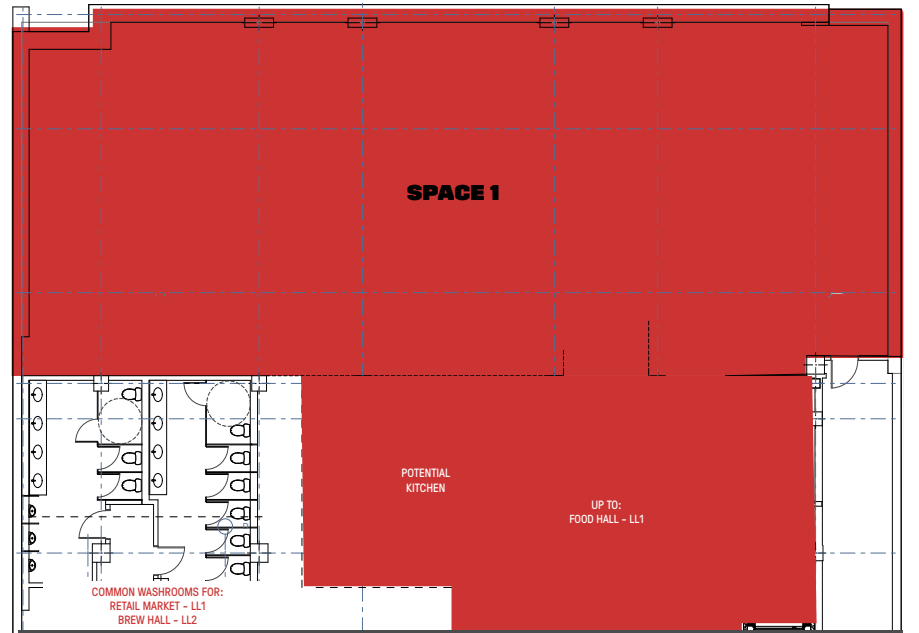 SPACE 1
POTENTIAL
KITCHEN
UP TO:
FOOD HALL - LL1
COMMON WASHROOMS FOR:
RETAIL MARKET - LL1
BREW HALL - LL2